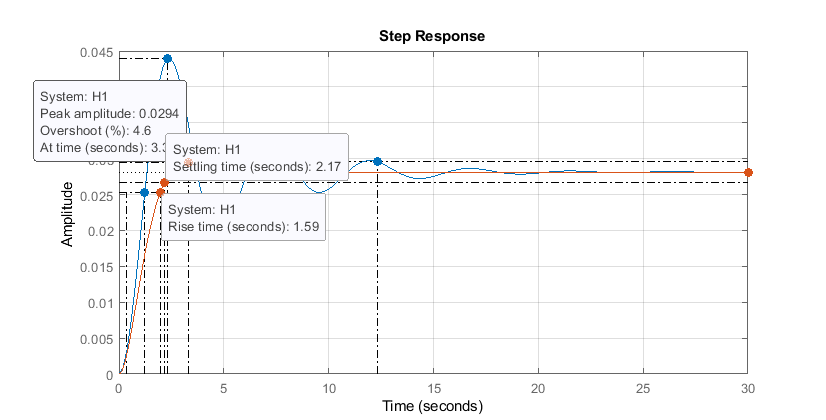 Step Response
0.045
System: H1
Peak amplitude: 0.0294
Overshoot (%): 4.6
At time (seconds): 3.3
System: H1
Settling time (seconds): 2.17
0.025
System: H1
Rise time (seconds): 1.59
0.02
0.015
0.01
0.005
0
Amplitude
0 5 10 15 20 25 30
Time (seconds)